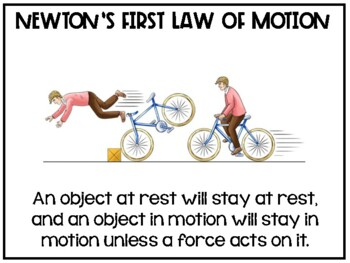 NEWTON'S FIRST LAW OF MOTION
An object at rest will stay at rest,
and an object in motion will stay in
motion unless a force acts on it.